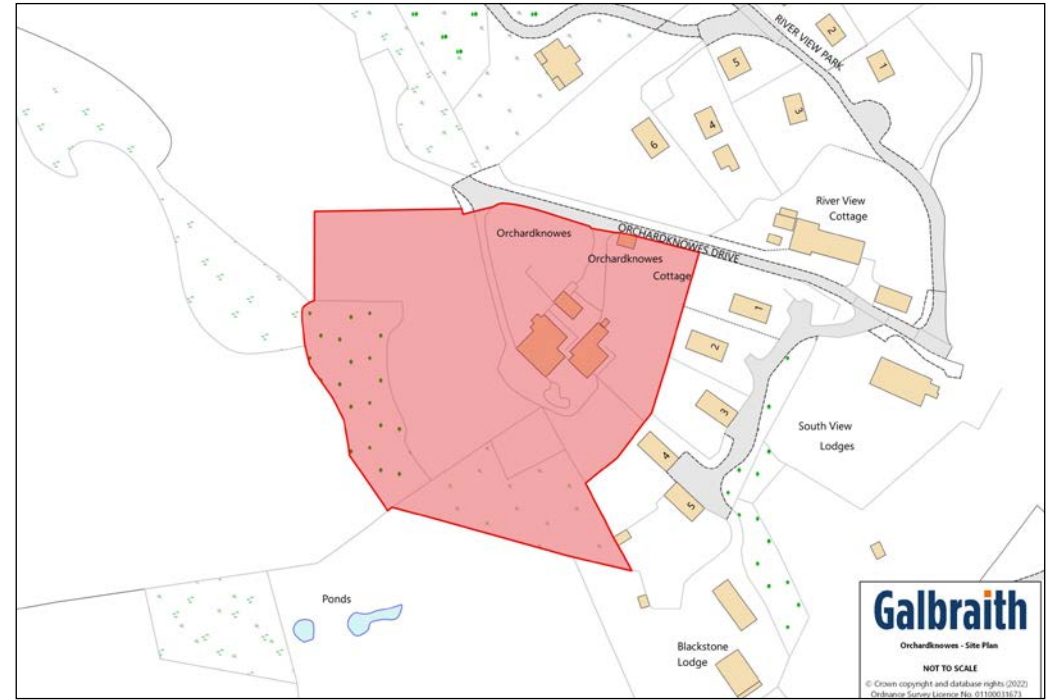 RIVER VIEW PARK
2
1
5
3
4
6
River View
Cottage
Orchardknowes
ORCHARDKNOWES DRIVE
Orchardknowes
Cottage
1
2
3
4
5
South View
Lodges
Ponds
Blackstone
Lodge
Galbraith
Orchardknowes - Site Plan
NOT TO SCALE
© Crown copyright and database rights (2022)
Ordnance Survey Licence No. 01100031673